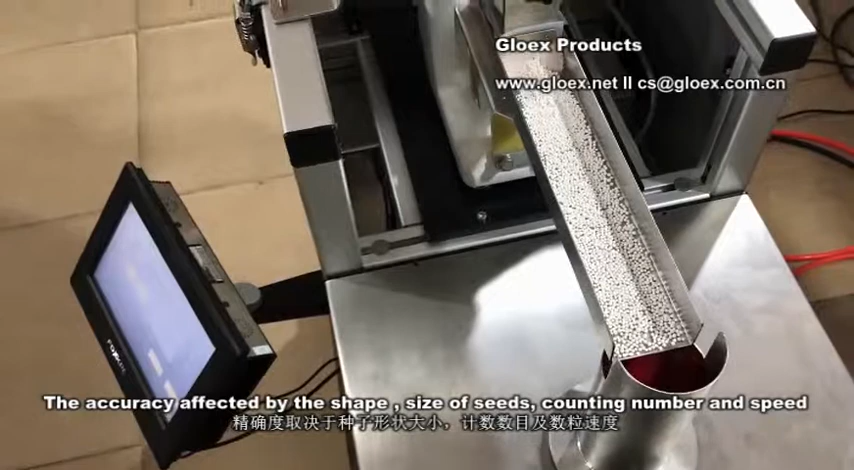 Gloex Products
www.gloex.net ll cs@gloex.com.cn
The accuracy affected by the shape , size of seeds, counting number and speed
精确度取决于种子形状大小，计数数目及数粒速度